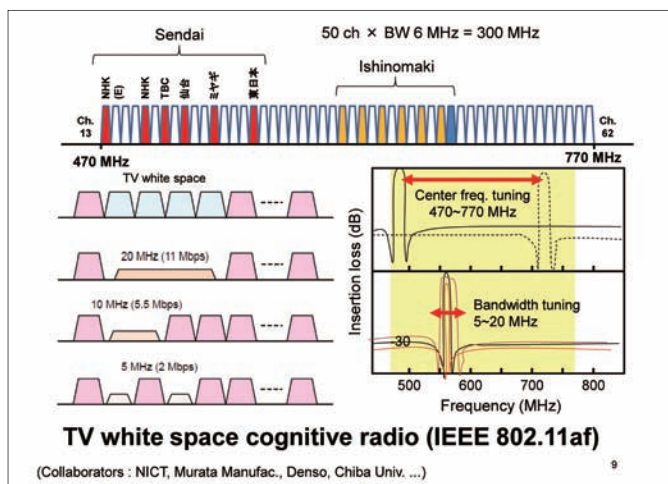 Sendai
50 ch × BW 6 MHz = 300 MHz
Ishinomaki
NHK (E)
NHK
TBC
仙台
ミヤギ
東日本
Ch. 13
Ch. 62
470 MHz
770 MHz
TV white space
20 MHz (11 Mbps)
10 MHz (5.5 Mbps)
5 MHz (2 Mbps)
Insertion loss (dB)
Center freq. tuning
470~770 MHz
Bandwidth tuning
5~20 MHz
-30
500 600 700 800
Frequency (MHz)
TV white space cognitive radio (IEEE 802.11af)
(Collaborators : NICT, Murata Manufac., Denso, Chiba Univ. ...)
9